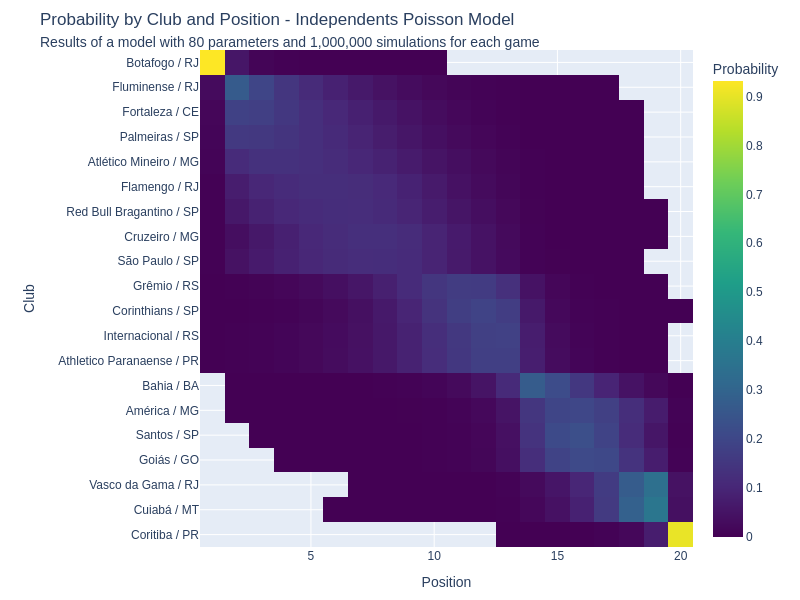 Probability by Club and Position - Independents Poisson Model
Results of a model with 80 parameters and 1,000,000 simulations for each game
Probability
Botafogo / RJ
Fluminense / RJ
Fortaleza / CE
Palmeiras / SP
Atlético Mineiro / MG
Flamengo / RJ
Red Bull Bragantino / SP
Cruzeiro / MG
São Paulo / SP
Grêmio / RS
Corinthians / SP
Internacional / RS
Athletico Paranaense / PR
Bahia / BA
América / MG
Santos / SP
Goiás / GO
Vasco da Gama / RJ
Cuiabá / MT
Coritiba / PR
Club
5 10 15 20
Position
0.9
0.8
0.7
0.6
0.5
0.4
0.3
0.2
0.1
0